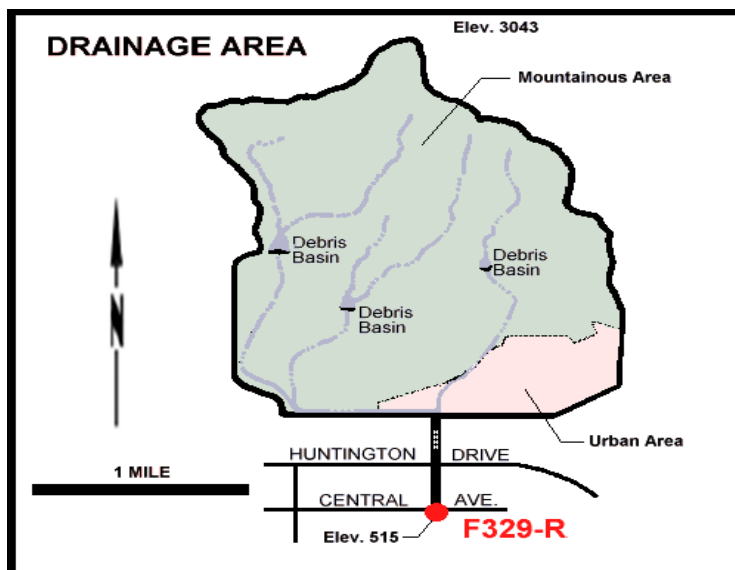 Elev. 3043
DRAINAGE AREA
Mountainous Area
Debris
Basin
Debris
Basin
Debris
Basin
N
Urban Area
HUNTINGTON DRIVE
1 MILE
CENTRAL AVE.
F329-R
Elev. 515